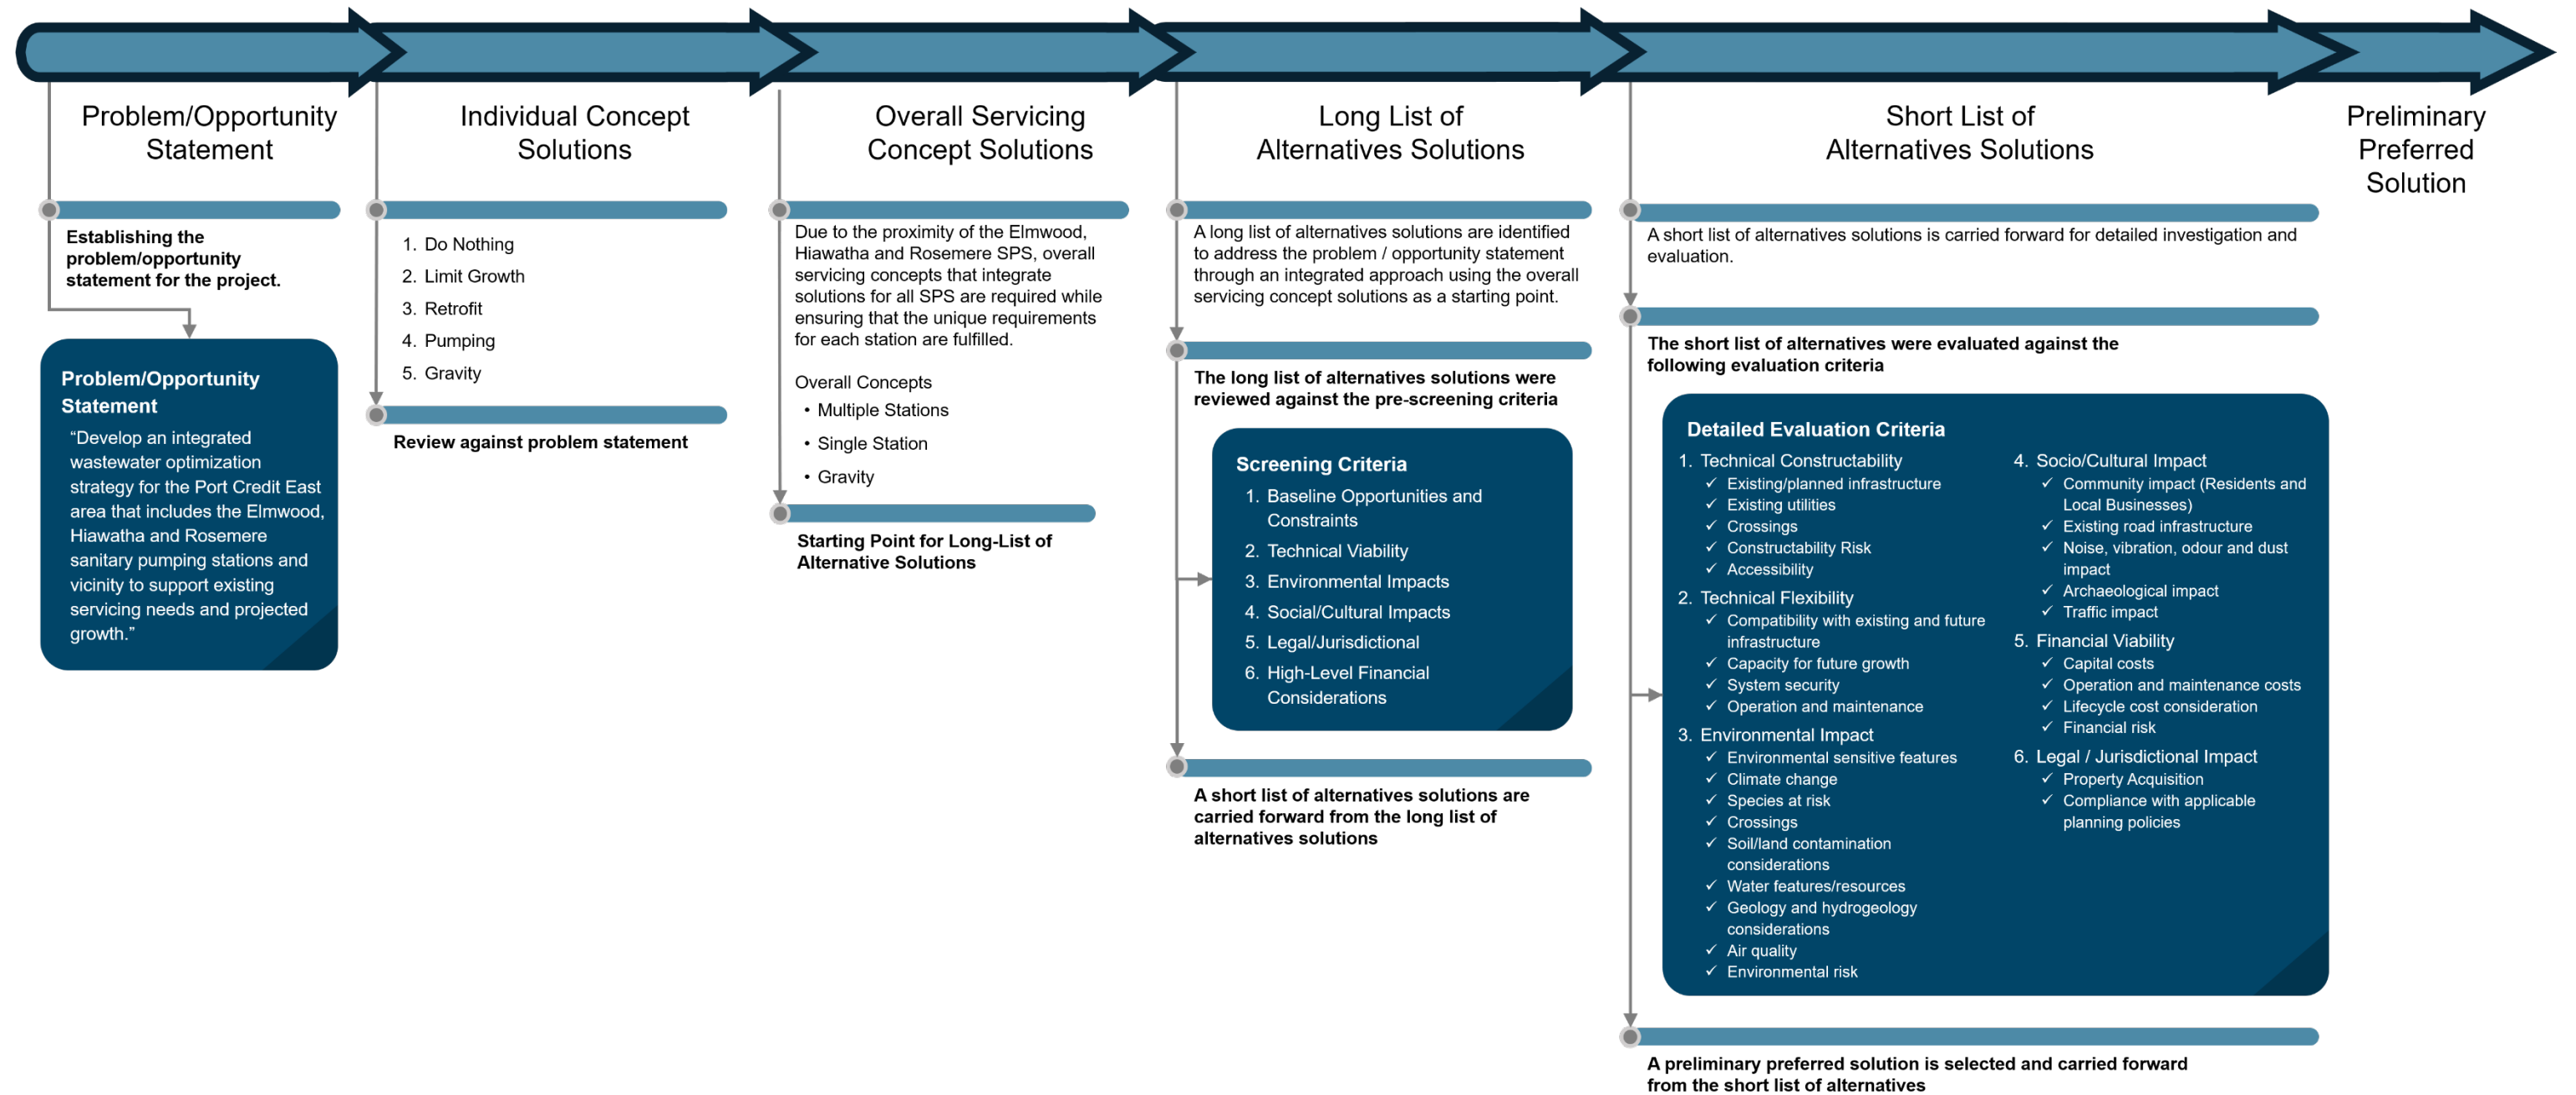 Problem/Opportunity
Statement
Establishing the
problem/opportunity
statement for the project.
Problem/Opportunity
Statement
“Develop an integrated
wastewater optimization
strategy for the Port Credit East
area that includes the Elmwood,
Hiawatha and Rosemere
sanitary pumping stations and
vicinity to support existing
servicing needs and projected
growth.”
Individual Concept
Solutions
1. Do Nothing
2. Limit Growth
3. Retrofit
4. Pumping
5. Gravity
Review against problem statement
Overall Servicing
Concept Solutions
Due to the proximity of the Elmwood,
Hiawatha and Rosemere SPS, overall
servicing concepts that integrate
solutions for all SPS are required while
ensuring that the unique requirements
for each station are fulfilled.
Overall Concepts
• Multiple Stations
• Single Station
• Gravity
Starting Point for Long-List of
Alternative Solutions
Long List of
Alternatives Solutions
A long list of alternatives solutions are identified
to address the problem / opportunity statement
through an integrated approach using the overall
servicing concept solutions as a starting point.
The long list of alternatives solutions were
reviewed against the pre-screening criteria
Screening Criteria
1. Baseline Opportunities and
Constraints
2. Technical Viability
3. Environmental Impacts
4. Social/Cultural Impacts
5. Legal/Jurisdictional
6. High-Level Financial
Considerations
A short list of alternatives solutions are
carried forward from the long list of
alternatives solutions
Short List of
Alternatives Solutions
A short list of alternatives solutions is carried forward for detailed investigation and
evaluation.
The short list of alternatives were evaluated against the
following evaluation criteria
Detailed Evaluation Criteria
1. Technical Constructability
✓ Existing/planned infrastructure
✓ Existing utilities
✓ Crossings
✓ Constructability Risk
✓ Accessibility
2. Technical Flexibility
✓ Compatibility with existing and future
infrastructure
✓ Capacity for future growth
✓ System security
✓ Operation and maintenance
3. Environmental Impact
✓ Environmental sensitive features
✓ Climate change
✓ Species at risk
✓ Crossings
✓ Soil/land contamination
considerations
✓ Water features/resources
✓ Geology and hydrogeology
considerations
✓ Air quality
✓ Environmental risk
4. Socio/Cultural Impact
✓ Community impact (Residents and
Local Businesses)
✓ Existing road infrastructure
✓ Noise, vibration, odour and dust
impact
✓ Archaeological impact
✓ Traffic impact
5. Financial Viability
✓ Capital costs
✓ Operation and maintenance costs
✓ Lifecycle cost consideration
✓ Financial risk
6. Legal / Jurisdictional Impact
✓ Property Acquisition
✓ Compliance with applicable
planning policies
A preliminary preferred solution is selected and carried forward
from the short list of alternatives
Preliminary
Preferred
Solution